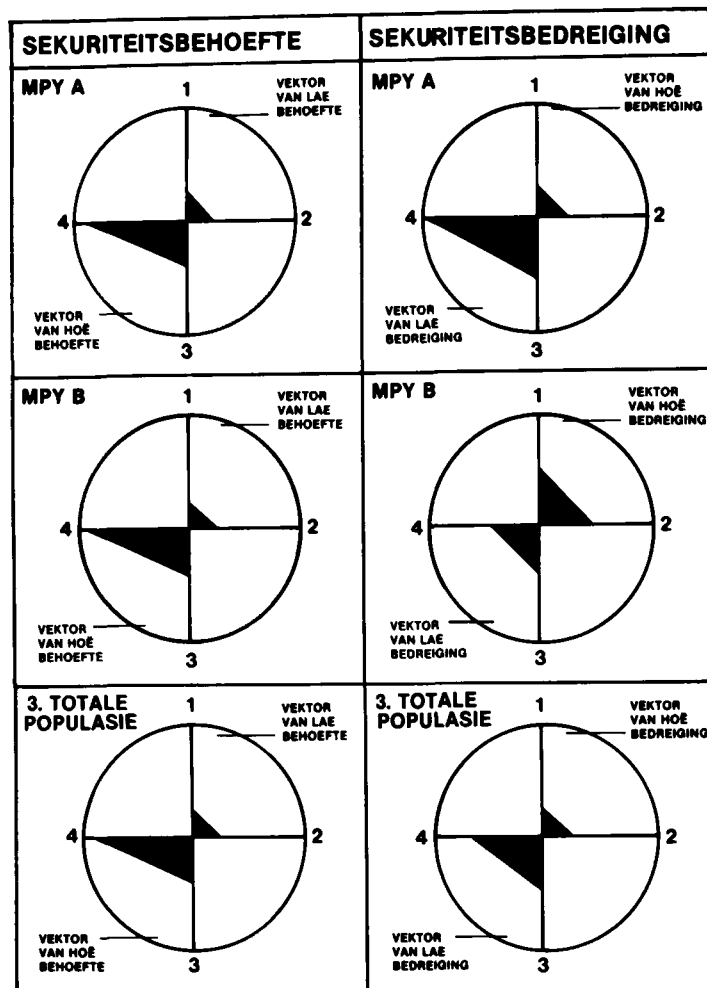 SEKURITEITSBEHOEFTE
SEKURITEITSBEDREIGING
MPY A
1
VEKTOR
VAN LAE
BEHOEFTE
4
2
VEKTOR
VAN HOË
BEHOEFTE
3
MPY A
1
VEKTOR
VAN HOË
BEDREIGING
4
2
VEKTOR
VAN LAE
BEDREIGING
3
MPY B
1
VEKTOR
VAN LAE
BEHOEFTE
4
2
VEKTOR
VAN HOË
BEHOEFTE
3
MPY B
1
VEKTOR
VAN HOË
BEDREIGING
4
2
VEKTOR
VAN LAE
BEDREIGING
3
3. TOTALE
POPULASIE
1
VEKTOR
VAN LAE
BEHOEFTE
4
2
VEKTOR
VAN HOË
BEHOEFTE
3
3. TOTALE
POPULASIE
1
VEKTOR
VAN HOË
BEDREIGING
4
2
VEKTOR
VAN LAE
BEDREIGING
3